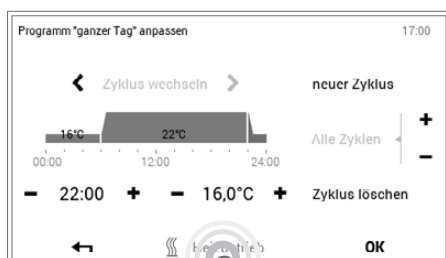 Programm "ganzer Tag" anpassen 17:00
Zyklus wechseln neuer Zyklus
16°C 22°C Alle Zyklen + −
00:00 12:00 24:00
− 22:00 + − 16,0°C + Zyklus löschen
Heizbetrieb OK